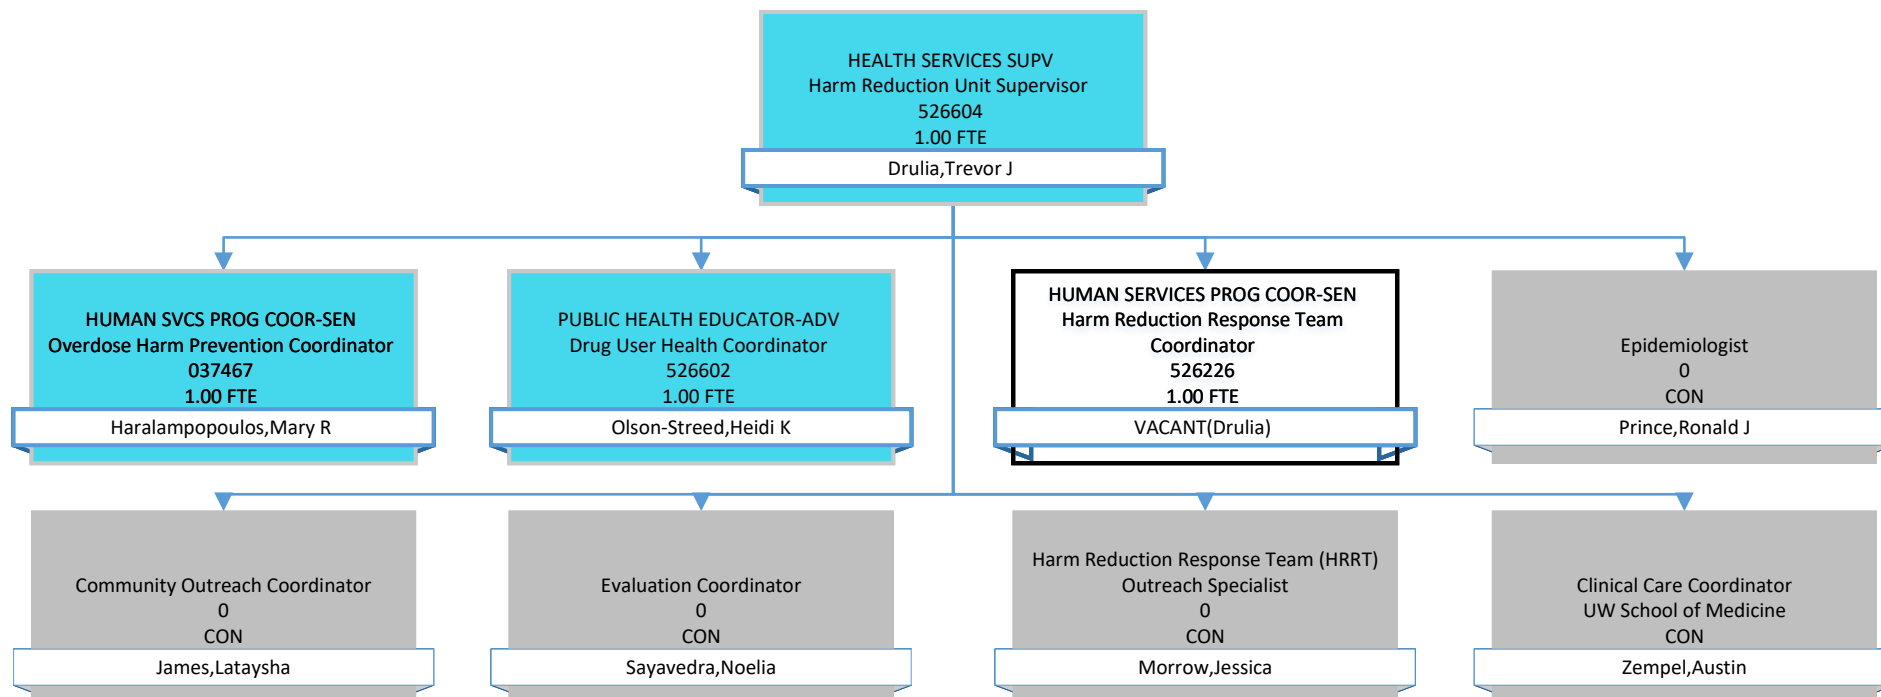 HEALTH SERVICES SUPV
Harm Reduction Unit Supervisor
526604
1.00 FTE
Drulia,Trevor J
HUMAN SVCS PROG COOR-SEN
Overdose Harm Prevention Coordinator
037467
1.00 FTE
Haralampopoulos,Mary R
PUBLIC HEALTH EDUCATOR-ADV
Drug User Health Coordinator
526602
1.00 FTE
Olson-Streed,Heidi K
HUMAN SERVICES PROG COOR-SEN
Harm Reduction Response Team
Coordinator
526226
1.00 FTE
VACANT(Drulia)
Epidemiologist
0
CON
Prince,Ronald J
Community Outreach Coordinator
0
CON
James,Lataysha
Evaluation Coordinator
0
CON
Sayavedra,Noelia
Harm Reduction Response Team (HRRT)
Outreach Specialist
0
CON
Morrow,Jessica
Clinical Care Coordinator
UW School of Medicine
CON
Zempel,Austin